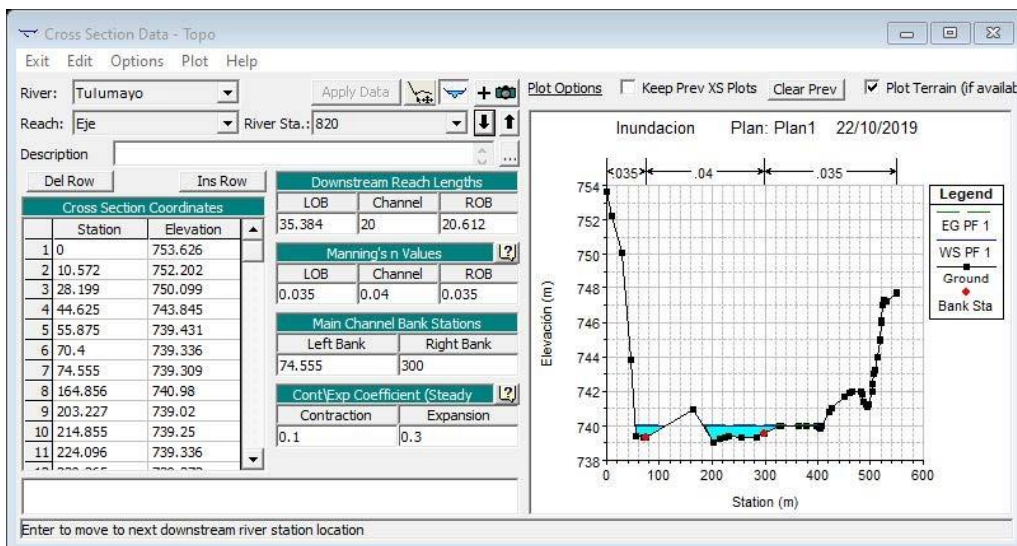 Cross Section Data - Topo
Exit Edit Options Plot Help
River: Tulumayo Apply Data + Plot Options Keep Prev XS Plots Clear Prev Plot Terrain (if availab
Reach: Eje River Sta.: 820
Description ...
Del Row Ins Row
Cross Section Coordinates
Station Elevation
1 0 753.626
2 10.572 752.202
3 28.199 750.099
4 44.625 743.845
5 55.875 739.431
6 70.4 739.336
7 74.555 739.309
8 164.856 740.98
9 203.227 739.02
10 214.855 739.25
11 224.096 739.336
Downstream Reach Lengths
LOB Channel ROB
35.384 20 20.612
Manning's n Values ?
LOB Channel ROB
0.035 0.04 0.035
Main Channel Bank Stations
Left Bank Right Bank
74.555 300
Cont\Exp Coefficient (Steady ?
Contraction Expansion
0.1 0.3
Inundacion Plan: Plan1 22/10/2019
.035 .04 .035
754
752
750
748
746
744
742
740
738
Elevación (m)
0 100 200 300 400 500 600
Station (m)
Legend
EG PF 1
WS PF 1
Ground
Bank Sta
Enter to move to next downstream river station location